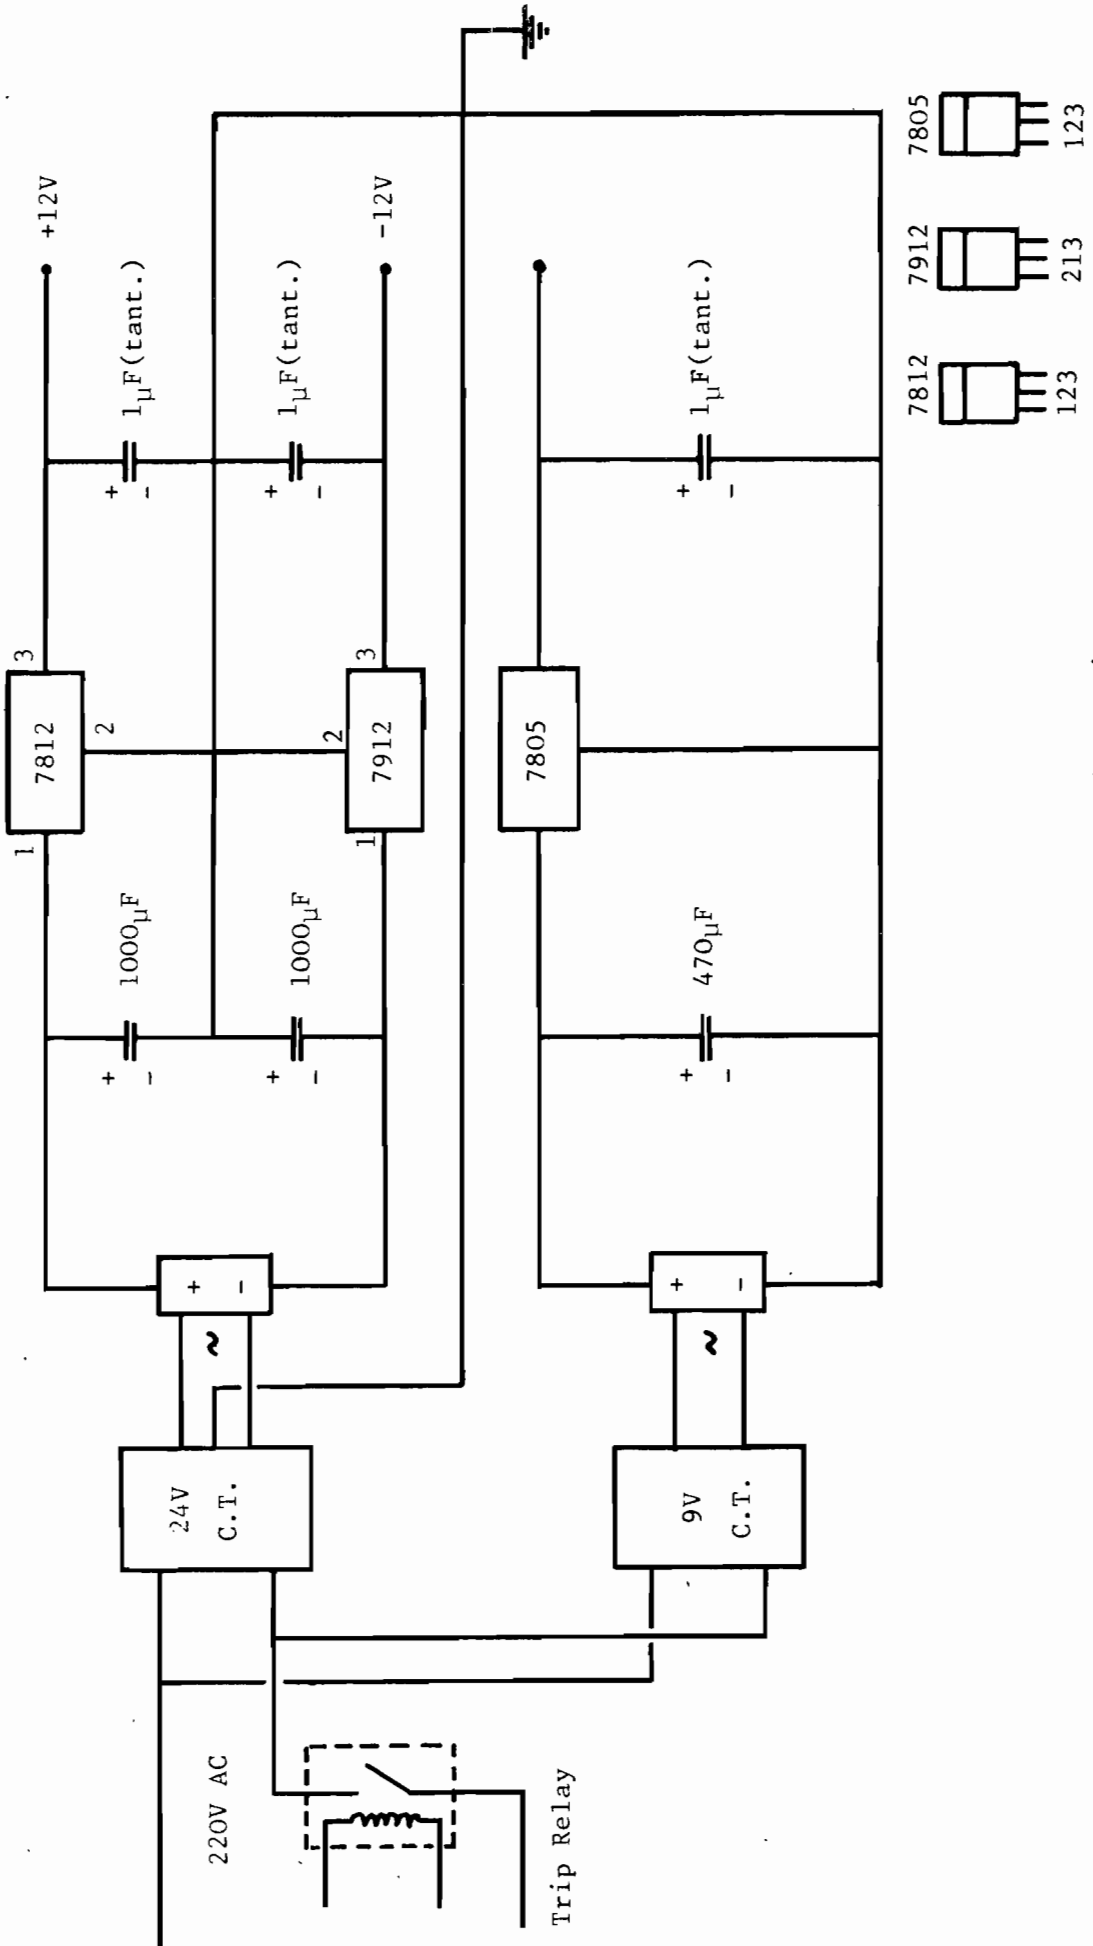 +12V
1µF(tant.)
+
-
1µF(tant.)
+
-
-12V
3
7812
2
1
3
7912
2
1
1000µF
+
-
1000µF
+
-
+
-
~
24V
C.T.
7805
1µF(tant.)
+
-
470µF
+
-
+
-
~
9V
C.T.
220V AC
Trip Relay
7812
123
7912
213
7805
123